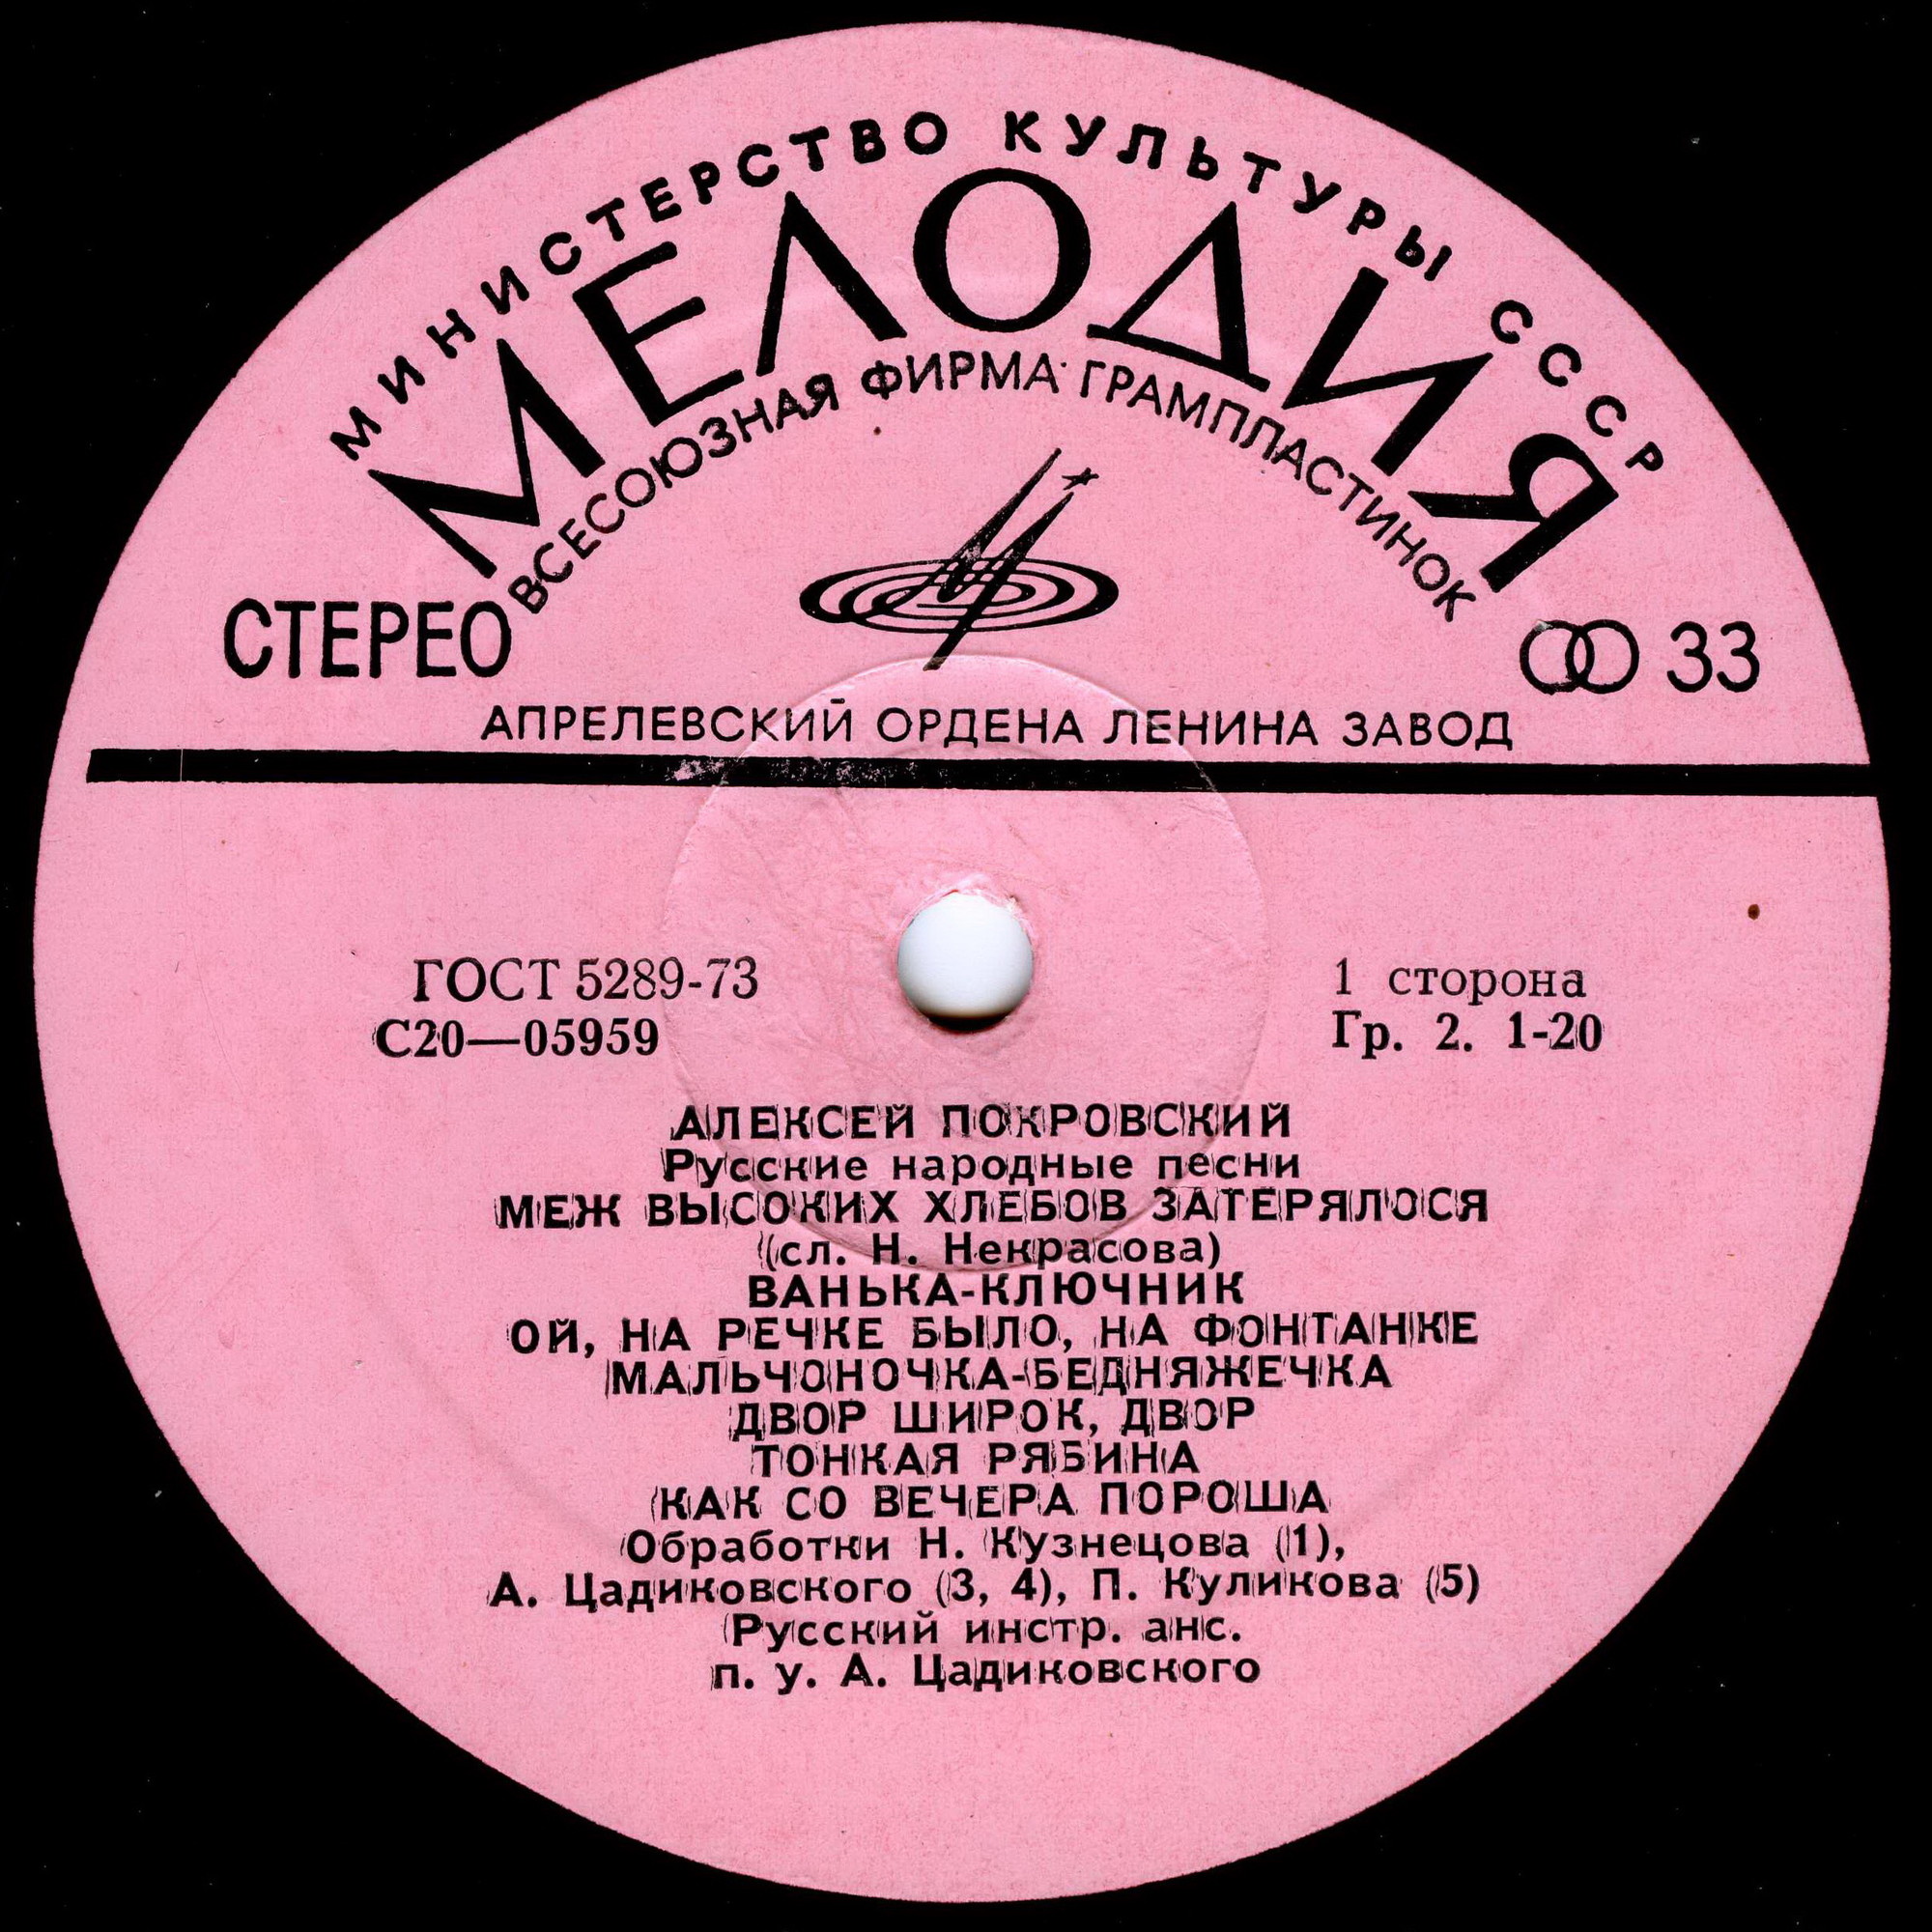 МИНИСТЕРСТВО КУЛЬТУРЫ СССР
МЕЛОДИЯ
ВСЕСОЮЗНАЯ ФИРМА ГРАМПЛАСТИНОК
СТЕРЕО
33
АПРЕЛЕВСКИЙ ОРДЕНА ЛЕНИНА ЗАВОД
ГОСТ 5289-73
1 сторона
С20—05959
Гр. 2. 1-20
АЛЕКСЕЙ ПОКРОВСКИЙ
Русские народные песни
МЕЖ ВЫСОКИХ ХЛЕБОВ ЗАТЕРЯЛОСЯ
(сл. Н. Некрасова)
ВАНЬКА-КЛЮЧНИК
ОЙ, НА РЕЧКЕ БЫЛО, НА ФОНТАНКЕ
МАЛЬЧОНОЧКА-БЕДНЯЖЕЧКА
ДВОР ШИРОК, ДВОР
ТОНКАЯ РЯБИНА
КАК СО ВЕЧЕРА ПОРОША
Обработки Н. Кузнецова (1),
А. Цадиковского (3, 4), П. Куликова (5)
Русский инстр. анс.
п. у. А. Цадиковского